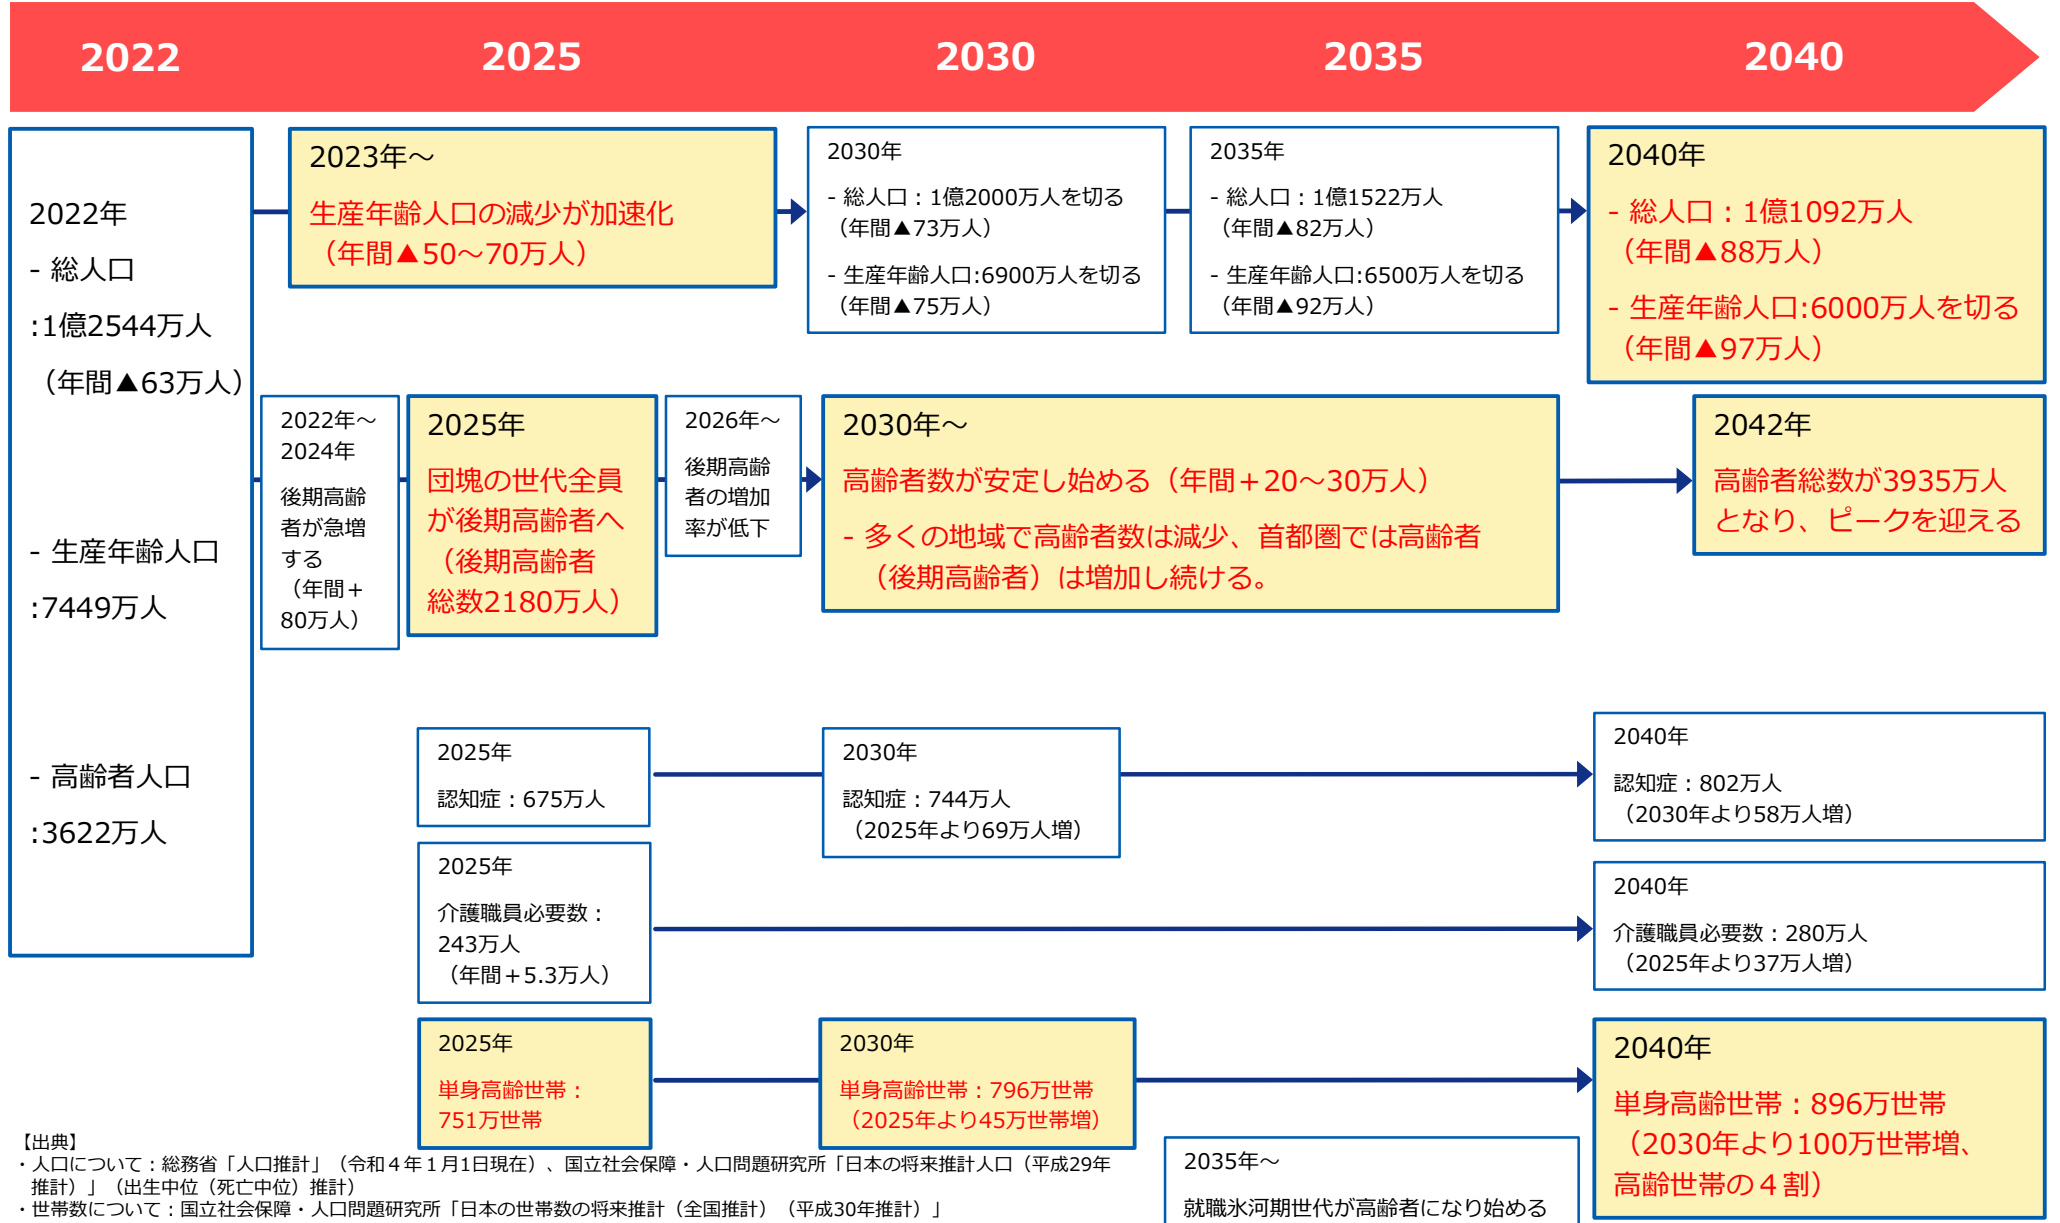 2022
2025
2030
2035
2040
2022年
- 総人口
:1億2544万人
（年間▲63万人）
- 生産年齢人口
:7449万人
- 高齢者人口
:3622万人
2023年～
生産年齢人口の減少が加速化
（年間▲50～70万人）
2030年
- 総人口：1億2000万人を切る
（年間▲73万人）
- 生産年齢人口:6900万人を切る
（年間▲75万人）
2035年
- 総人口：1億1522万人
（年間▲82万人）
- 生産年齢人口:6500万人を切る
（年間▲92万人）
2040年
- 総人口：1億1092万人
（年間▲88万人）
- 生産年齢人口:6000万人を切る
（年間▲97万人）
2022年～
2024年
後期高齢
者が急増
する
（年間＋
80万人）
2025年
団塊の世代全員
が後期高齢者へ
（後期高齢者
総数2180万人）
2026年～
後期高齢
者の増加
率が低下
2030年～
高齢者数が安定し始める（年間＋20～30万人）
- 多くの地域で高齢者数は減少、首都圏では高齢者
（後期高齢者）は増加し続ける。
2042年
高齢者総数が3935万人
となり、ピークを迎える
2025年
認知症：675万人
2030年
認知症：744万人
（2025年より69万人増）
2040年
認知症：802万人
（2030年より58万人増）
2025年
介護職員必要数：
243万人
（年間＋5.3万人）
2040年
介護職員必要数：280万人
（2025年より37万人増）
2025年
単身高齢世帯：
751万世帯
2030年
単身高齢世帯：796万世帯
（2025年より45万世帯増）
2040年
単身高齢世帯：896万世帯
（2030年より100万世帯増、
高齢世帯の４割）
2035年～
就職氷河期世代が高齢者になり始める
【出典】
・人口について：総務省「人口推計」（令和４年１月1日現在）、国立社会保障・人口問題研究所「日本の将来推計人口（平成29年
推計）」（出生中位（死亡中位）推計）
・世帯数について：国立社会保障・人口問題研究所「日本の世帯数の将来推計（全国推計）（平成30年推計）」